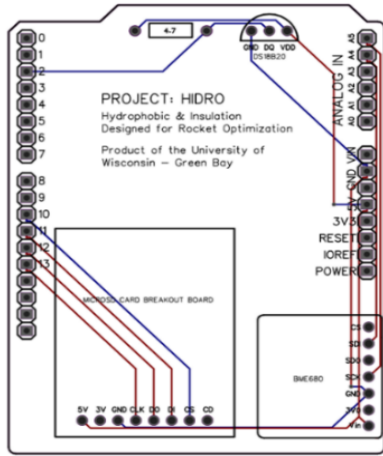 4.7
0
1
2
3
4
5
6
7
8
9
10
11
12
13
GND DQ VDD
DS18B20
PROJECT: HIDRO
Hydrophobic & Insulation
Designed for Rocket Optimization
Product of the University of
Wisconsin – Green Bay
ANALOG IN
A5
A4
A3
A2
A1
A0
VIN
GND
5V
3V3
RESET
IOREF
POWER
MICROSD CARD BREAKOUT BOARD
5V 3V GND CLK DO DI CS CD
BME680
CS
SDI
SDO
SCK
GND
3V0
Vin